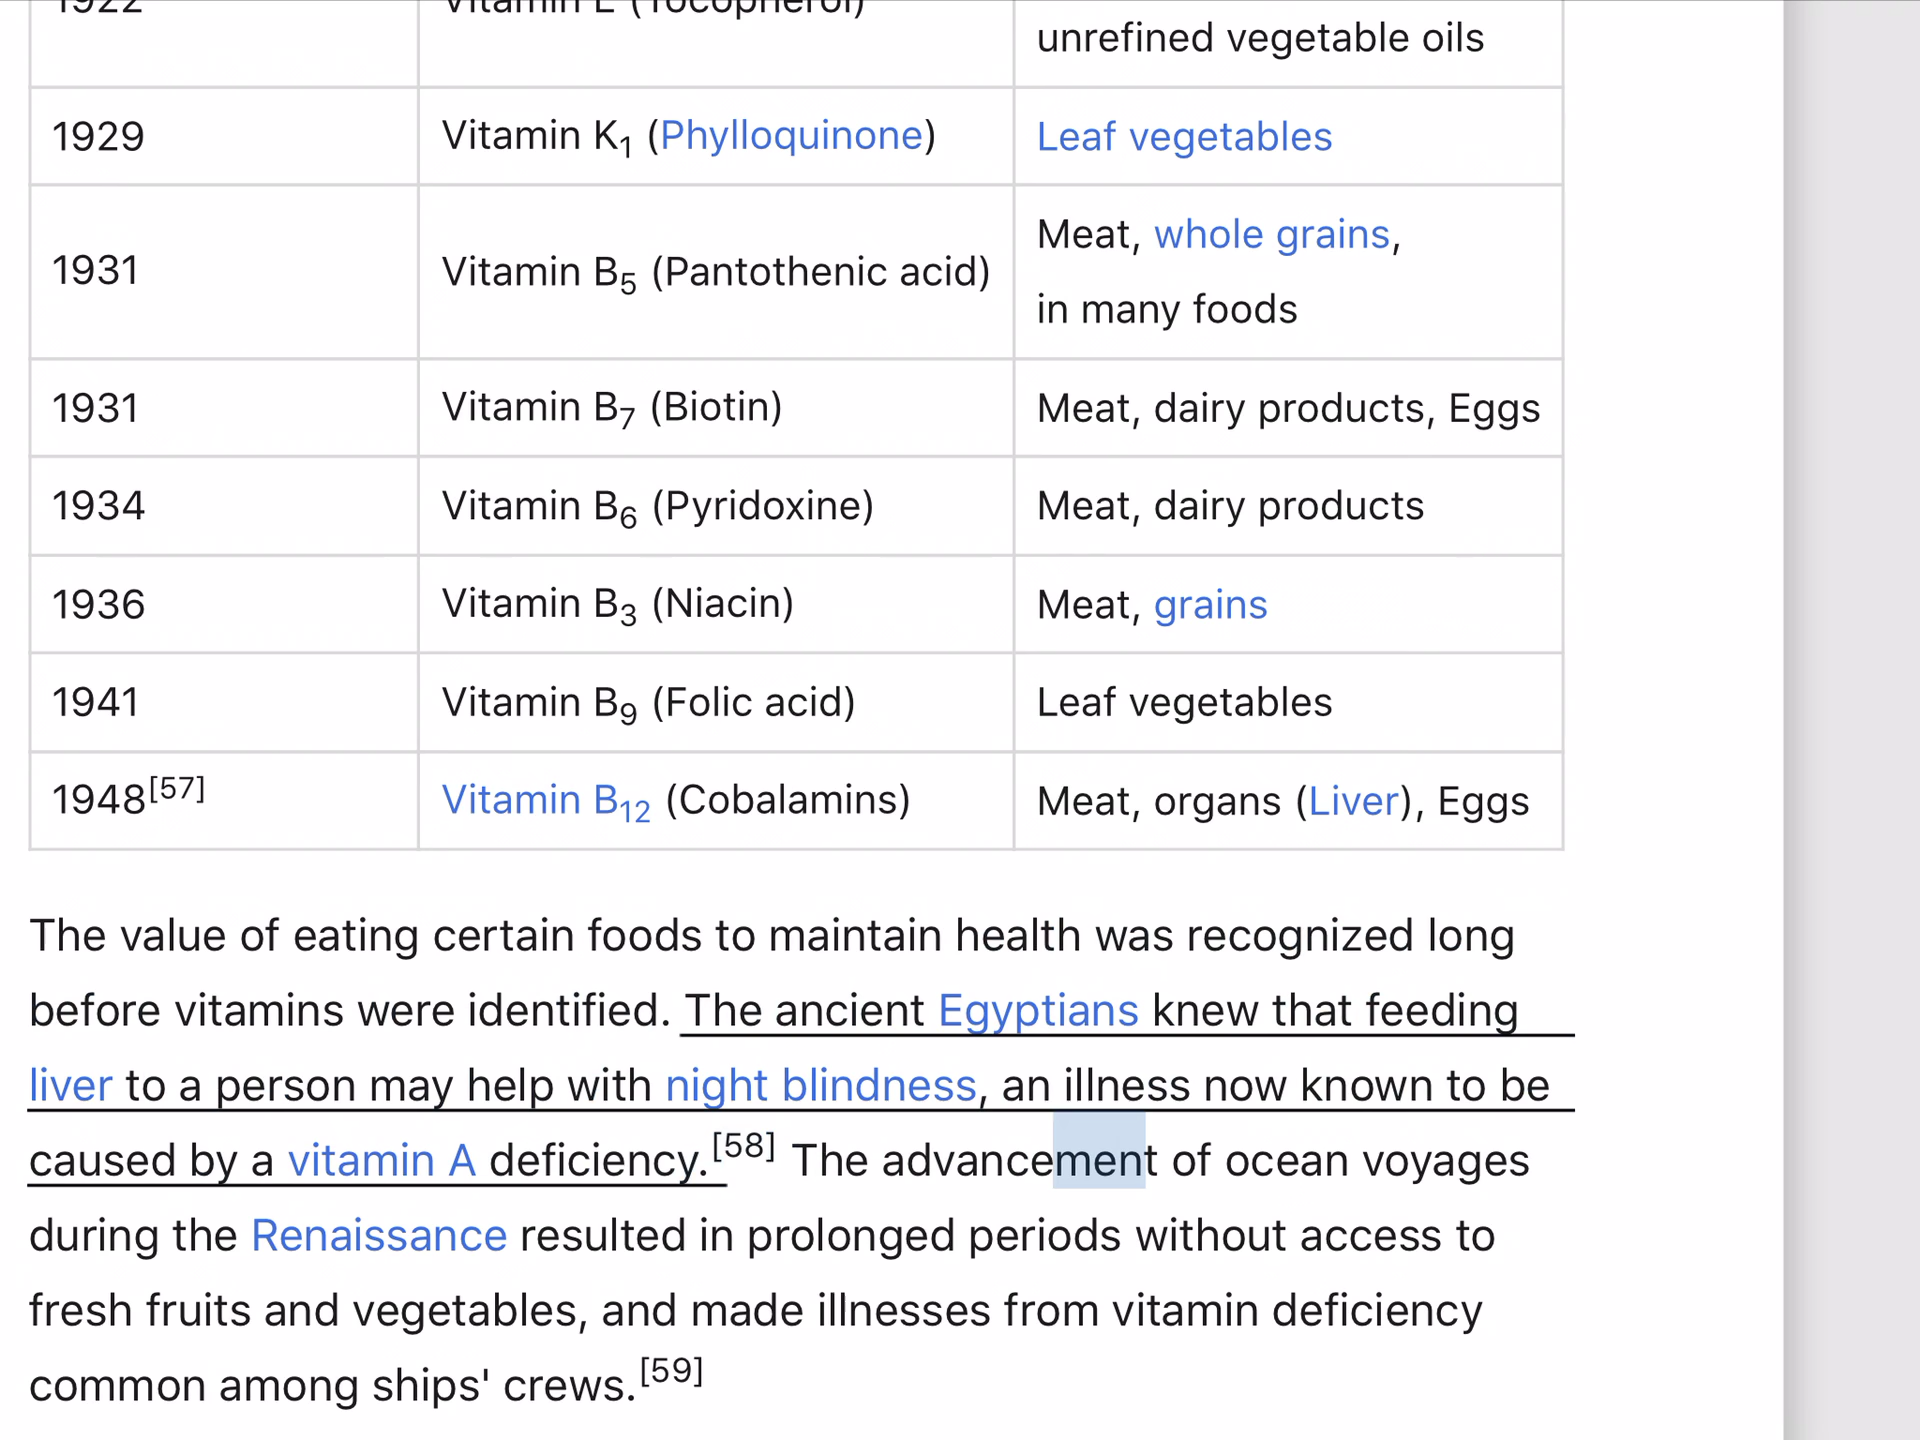 1922 Vitamin E (Tocopherol)
unrefined vegetable oils
1929 Vitamin K₁ (Phylloquinone) Leaf vegetables
Meat, whole grains,
1931 Vitamin B₅ (Pantothenic acid)
in many foods
1931 Vitamin B₇ (Biotin) Meat, dairy products, Eggs
1934 Vitamin B₆ (Pyridoxine) Meat, dairy products
1936 Vitamin B₃ (Niacin) Meat, grains
1941 Vitamin B₉ (Folic acid) Leaf vegetables
1948[57] Vitamin B₁₂ (Cobalamins) Meat, organs (Liver), Eggs
The value of eating certain foods to maintain health was recognized long
before vitamins were identified. The ancient Egyptians knew that feeding
liver to a person may help with night blindness, an illness now known to be
caused by a vitamin A deficiency.[58] The advancement of ocean voyages
during the Renaissance resulted in prolonged periods without access to
fresh fruits and vegetables, and made illnesses from vitamin deficiency
common among ships' crews.[59]